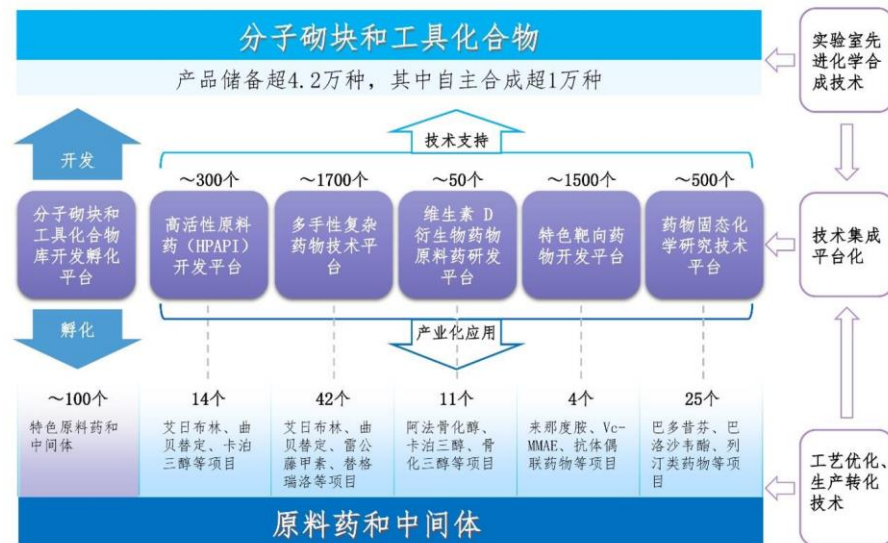 分子砌块和工具化合物
产品储备超4.2万种，其中自主合成超1万种
实验室先
进化学合
成技术
开发
技术支持
～300个
～1700个
～50个
～1500个
～500个
分子砌块和
工具化合物
库开发孵化
平台
高活性原料
药（HPAPI）
开发平台
多手性复杂
药物技术平
台
维生素 D
衍生物药物
原料药研发
平台
特色靶向药
物开发平台
药物固态化
学研究技术
平台
技术集成
平台化
孵化
产业化应用
～100个
14个
42个
11个
4个
25个
特色原料药和
中间体
艾日布林、曲
贝替定、卡泊
三醇等项目
艾日布林、曲
贝替定、雷公
藤甲素、替格
瑞洛等项目
阿法骨化醇、
卡泊三醇、骨
化三醇等项目
来那度胺、Vc-
MMAE、抗体偶
联药物等项目
巴多昔芬、巴
洛沙韦酯、列
汀类药物等项
目
工艺优化、
生产转化
技术
原料药和中间体